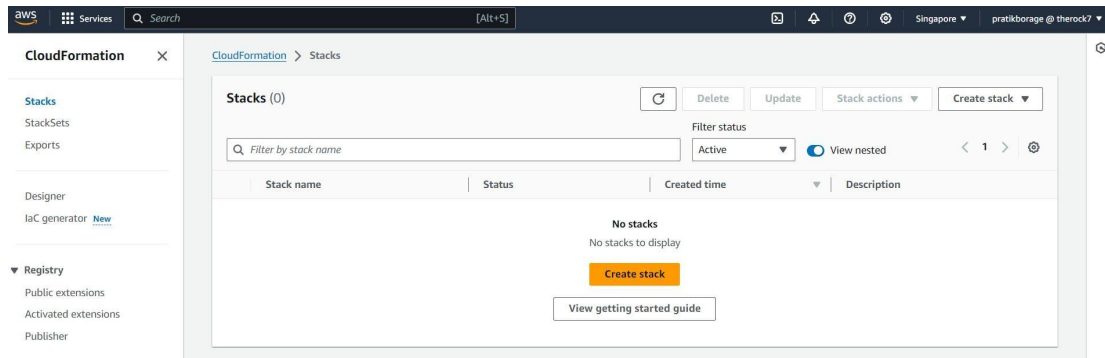 aws Services Search [Alt+S] Singapore ▼ pratikborage @ therock7 ▼
CloudFormation
CloudFormation > Stacks
Stacks
StackSets
Exports
Designer
IaC generator New
▼ Registry
Public extensions
Activated extensions
Publisher
Stacks (0)
Delete Update Stack actions ▼ Create stack ▼
Filter status
Filter by stack name Active ▼ View nested < 1 >
Stack name Status Created time ▼ Description
No stacks
No stacks to display
Create stack
View getting started guide